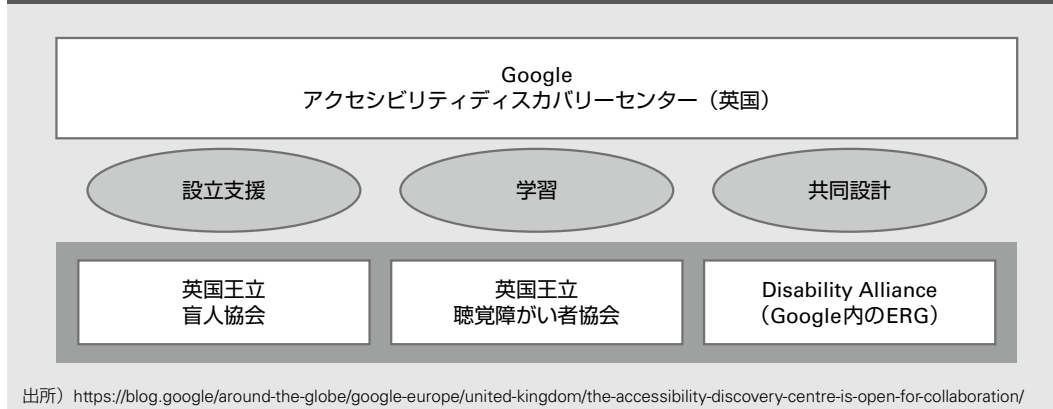 Google
アクセシビリティディスカバリーセンター（英国）
設立支援
学習
共同設計
英国王立
盲人協会
英国王立
聴覚障がい者協会
Disability Alliance
（Google内のERG）
出所）https://blog.google/around-the-globe/google-europe/united-kingdom/the-accessibility-discovery-centre-is-open-for-collaboration/